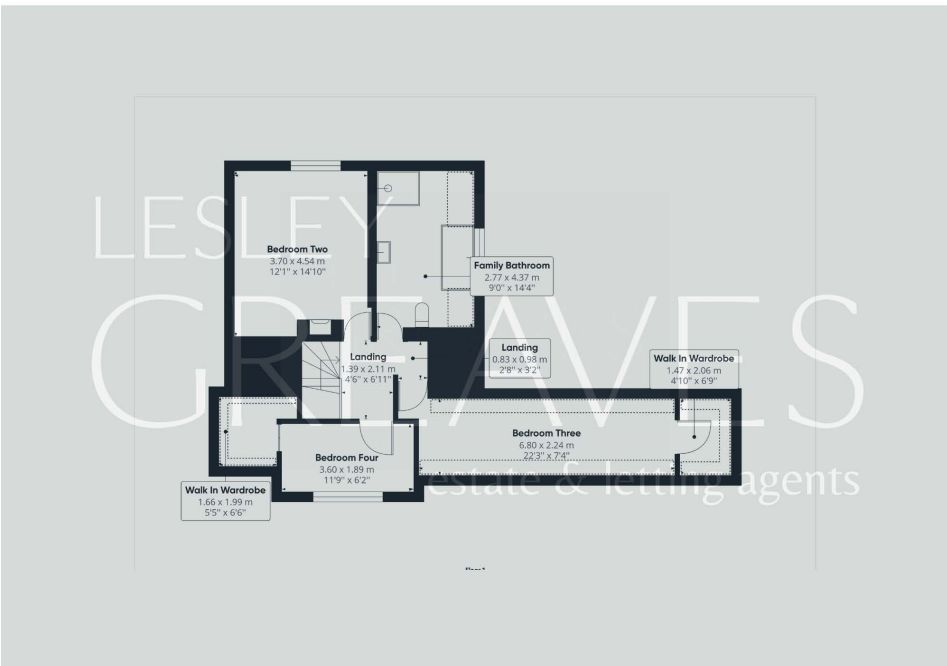 LESLEY
GREAVES
estate & letting agents
Bedroom Two
3.70 x 4.54 m
12'1" x 14'10"
Family Bathroom
2.77 x 4.37 m
9'0" x 14'4"
Landing
1.39 x 2.11 m
4'6" x 6'11"
Landing
0.83 x 0.98 m
2'8" x 3'2"
Walk In Wardrobe
1.47 x 2.06 m
4'10" x 6'9"
Bedroom Three
6.80 x 2.24 m
22'3" x 7'4"
Bedroom Four
3.60 x 1.89 m
11'9" x 6'2"
Walk In Wardrobe
1.66 x 1.99 m
5'5" x 6'6"